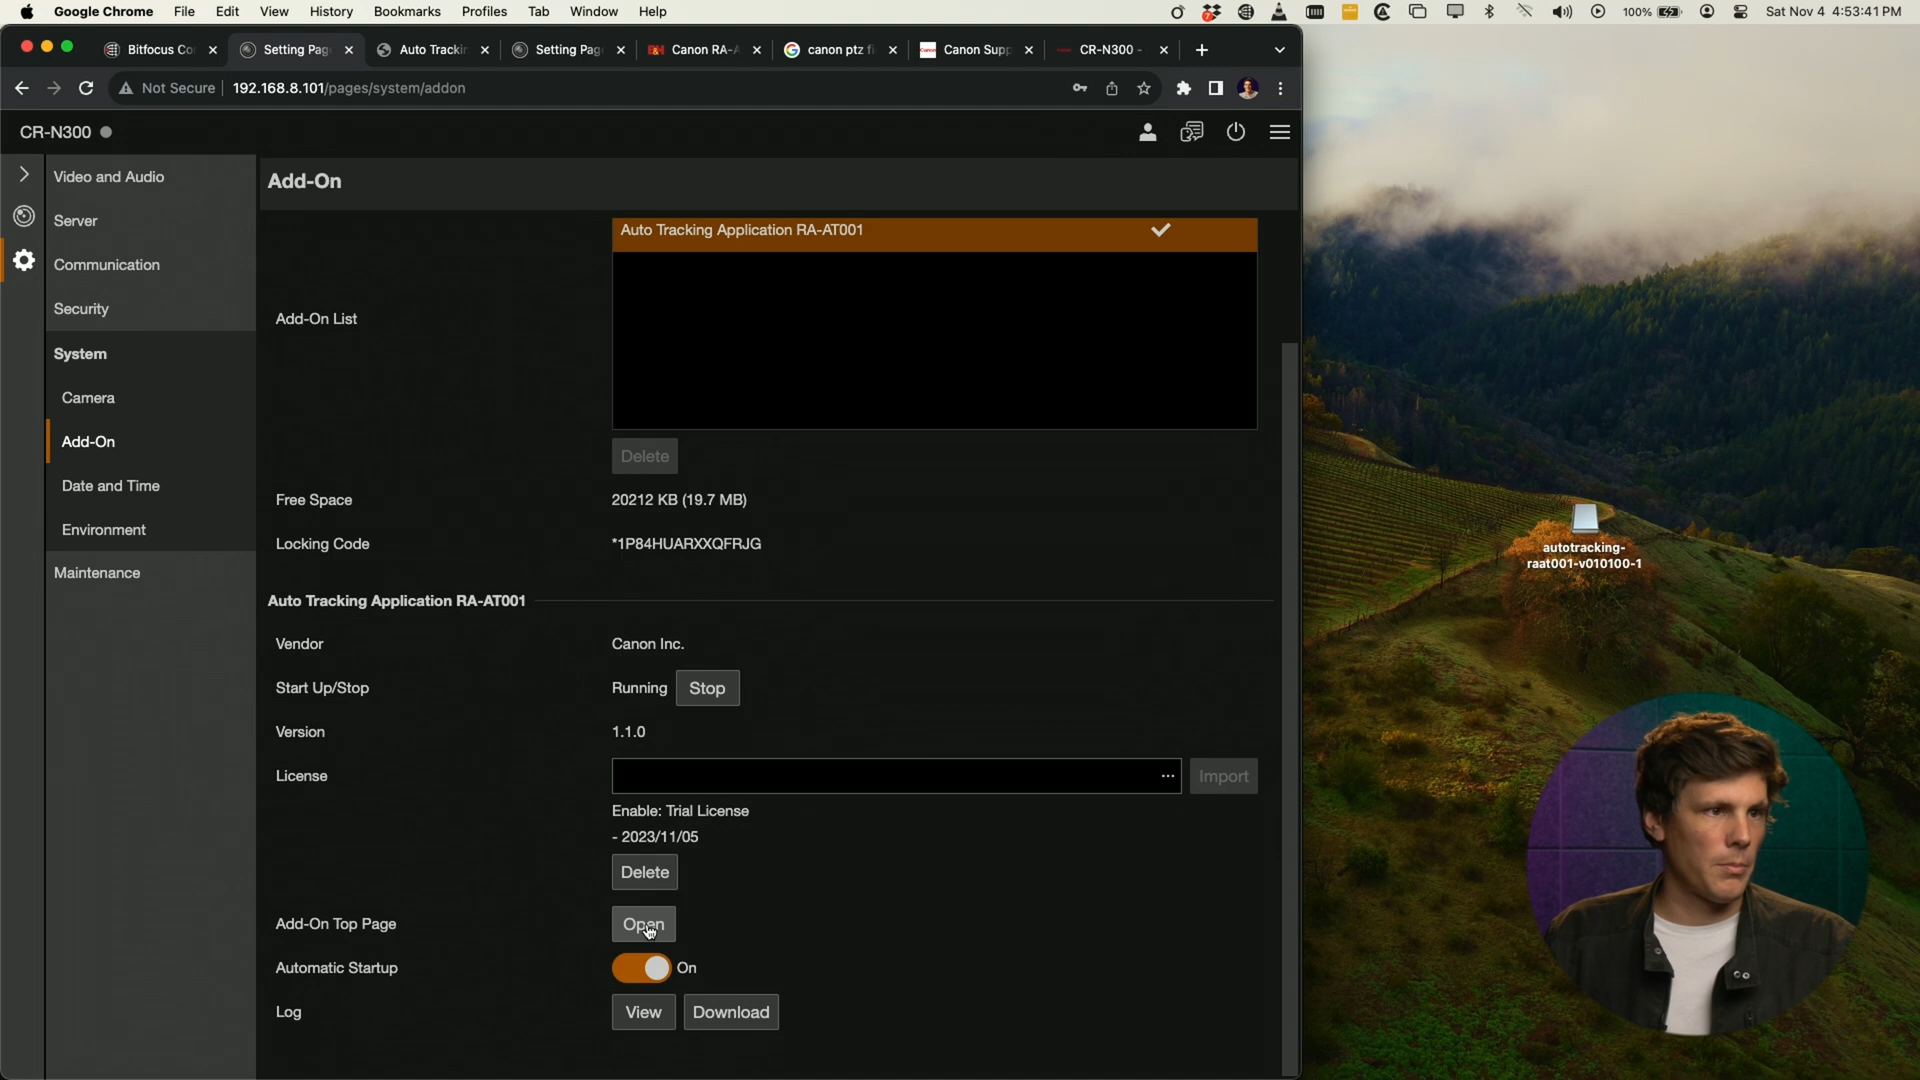 Google Chrome File Edit View History Bookmarks Profiles Tab Window Help 7 100% Sat Nov 4 4:53:41 PM
Bitfocus Co Setting Pag Auto Trackin Setting Pag Canon RA-A canon ptz fi Canon Supp CR-N300 -
Not Secure 192.168.8.101/pages/system/addon
CR-N300
Video and Audio
Server
Communication
Security
System
Camera
Add-On
Date and Time
Environment
Maintenance
Add-On
Auto Tracking Application RA-AT001
Add-On List
Delete
Free Space 20212 KB (19.7 MB)
Locking Code *1P84HUARXXQFRJG
Auto Tracking Application RA-AT001
Vendor Canon Inc.
Start Up/Stop Running Stop
Version 1.1.0
License ... Import
Enable: Trial License
- 2023/11/05
Delete
Add-On Top Page Open
Automatic Startup On
Log View Download
autotracking-
raat001-v010100-1